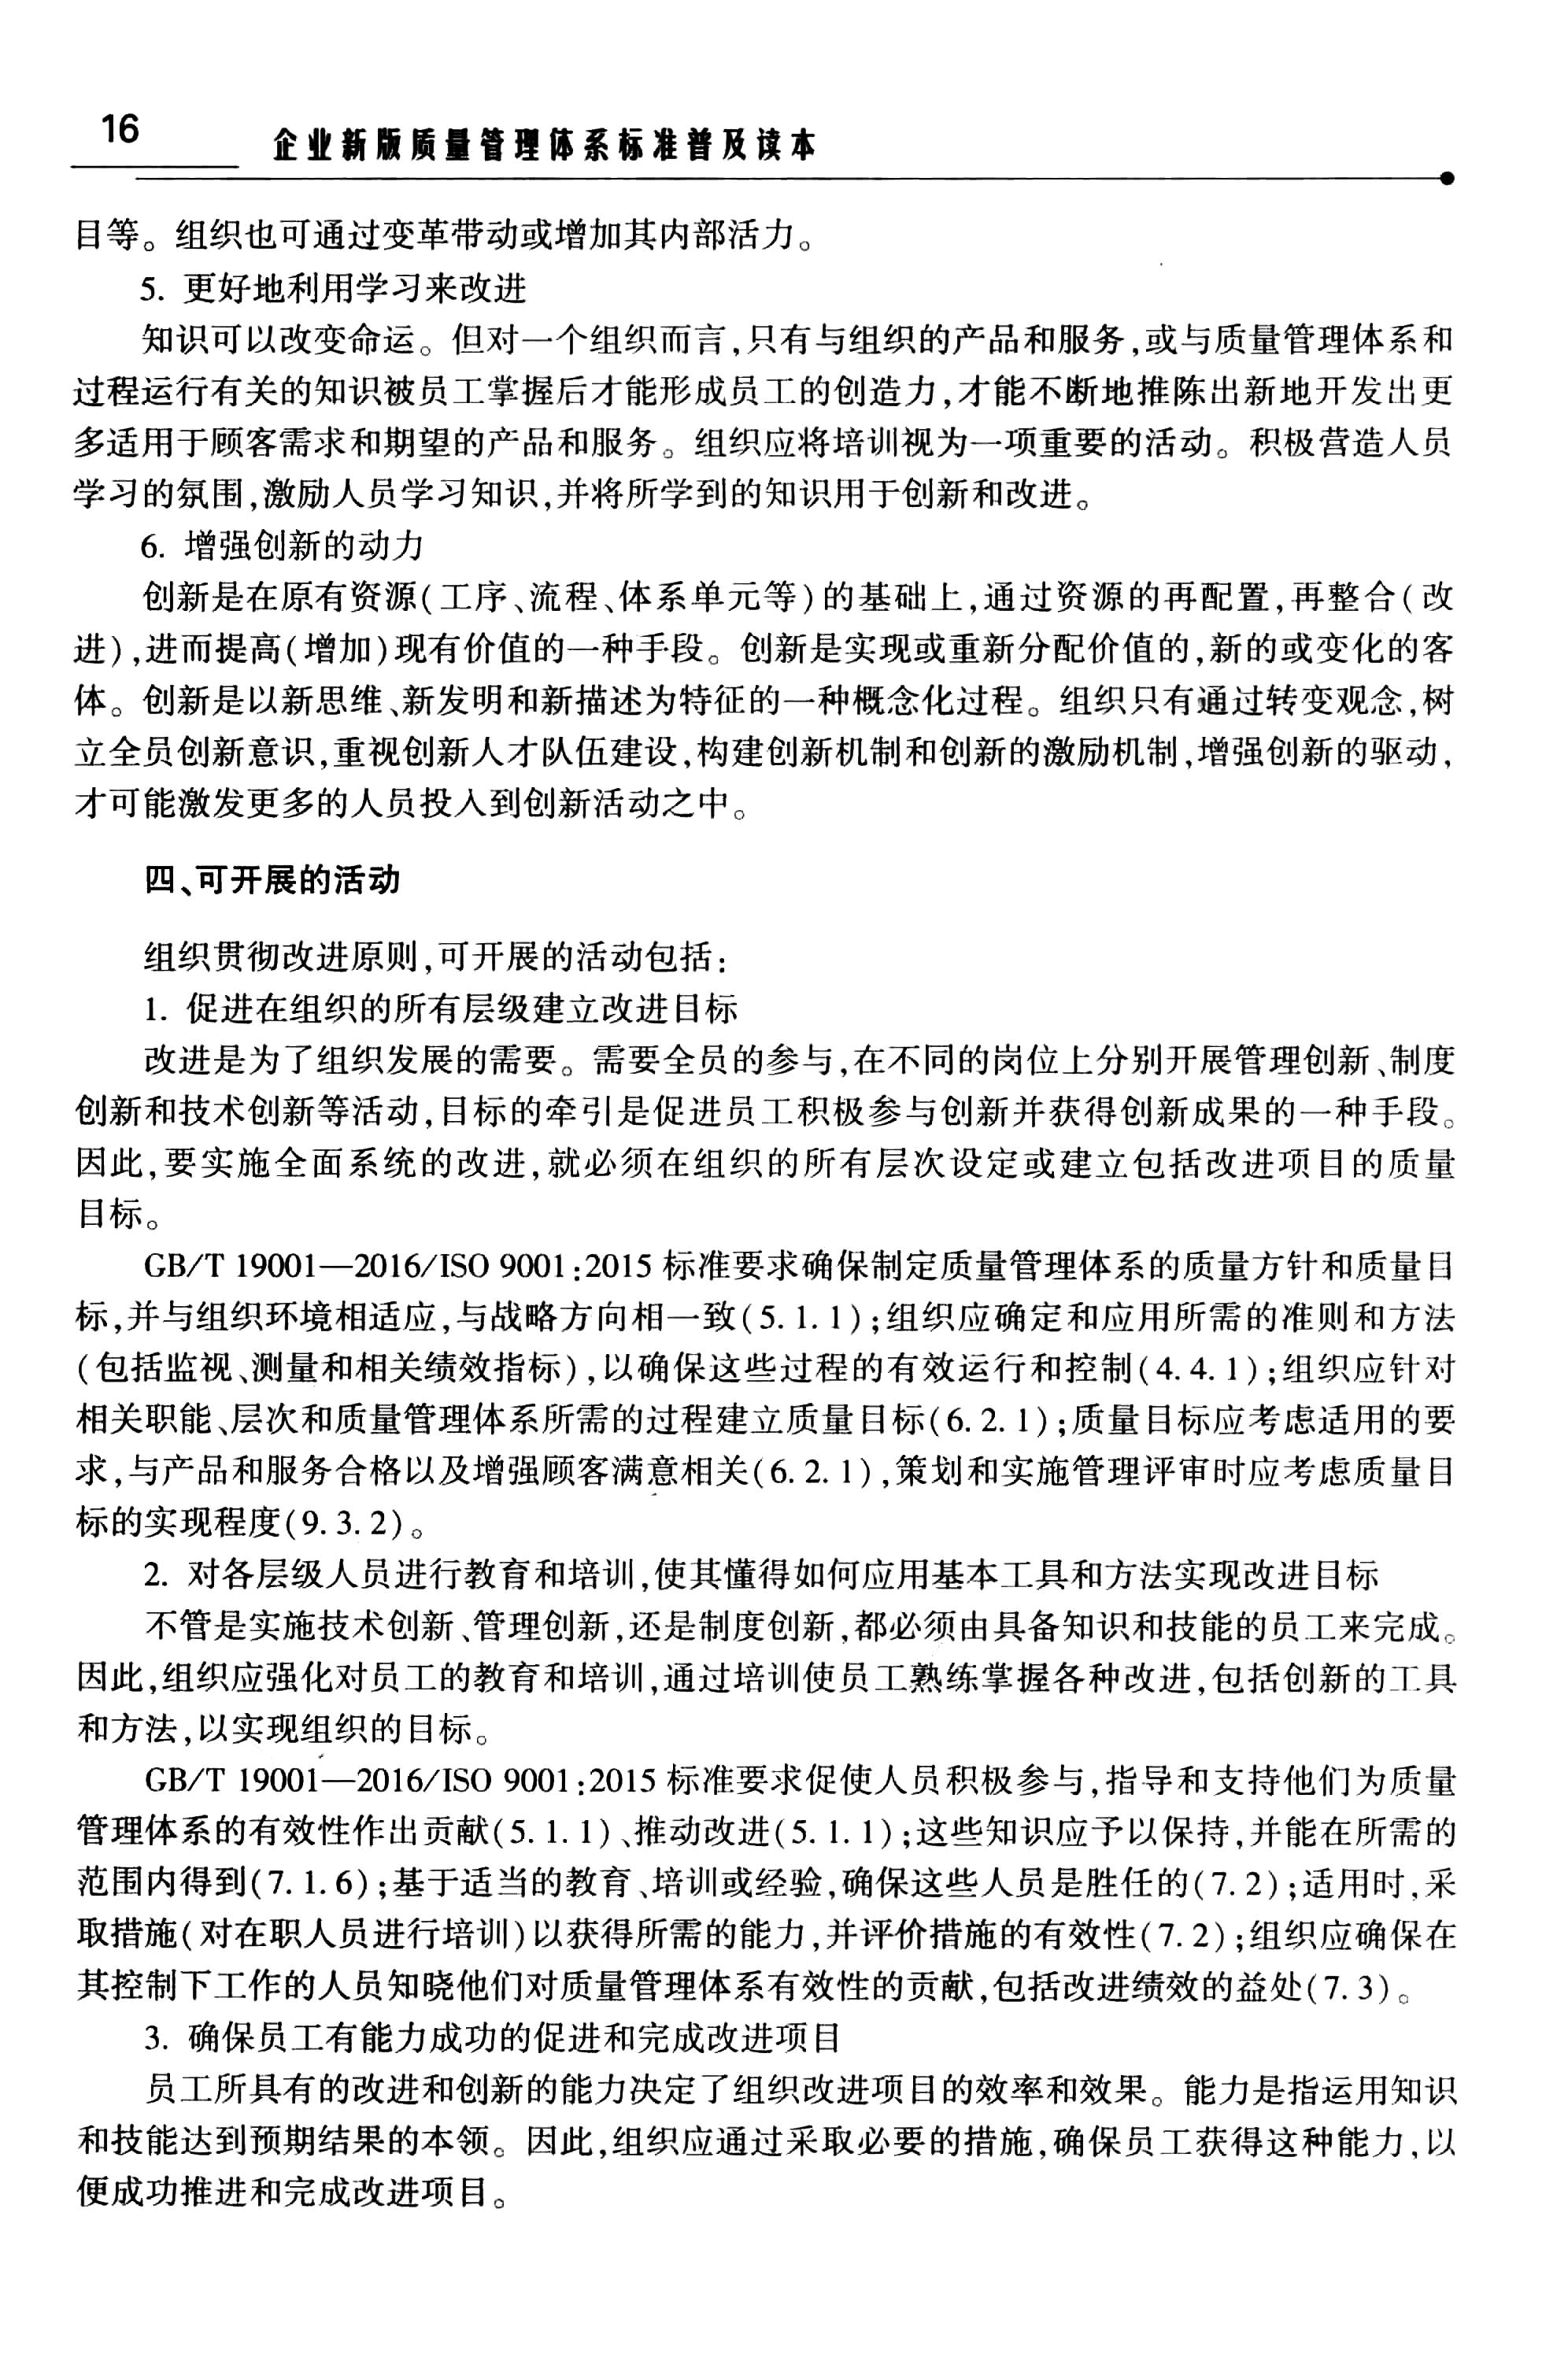 16
企业新版质量管理体系标准普及读本
目等。组织也可通过变革带动或增加其内部活力。
5. 更好地利用学习来改进
知识可以改变命运。但对一个组织而言,只有与组织的产品和服务,或与质量管理体系和
过程运行有关的知识被员工掌握后才能形成员工的创造力,才能不断地推陈出新地开发出更
多适用于顾客需求和期望的产品和服务。组织应将培训视为一项重要的活动。积极营造人员
学习的氛围,激励人员学习知识,并将所学到的知识用于创新和改进。
6. 增强创新的动力
创新是在原有资源(工序、流程、体系单元等)的基础上,通过资源的再配置,再整合(改
进),进而提高(增加)现有价值的一种手段。创新是实现或重新分配价值的,新的或变化的客
体。创新是以新思维、新发明和新描述为特征的一种概念化过程。组织只有通过转变观念,树
立全员创新意识,重视创新人才队伍建设,构建创新机制和创新的激励机制,增强创新的驱动,
才可能激发更多的人员投入到创新活动之中。
四、可开展的活动
组织贯彻改进原则,可开展的活动包括:
1. 促进在组织的所有层级建立改进目标
改进是为了组织发展的需要。需要全员的参与,在不同的岗位上分别开展管理创新、制度
创新和技术创新等活动,目标的牵引是促进员工积极参与创新并获得创新成果的一种手段。
因此,要实施全面系统的改进,就必须在组织的所有层次设定或建立包括改进项目的质量
目标。
GB/T 19001—2016/ISO 9001:2015 标准要求确保制定质量管理体系的质量方针和质量目
标,并与组织环境相适应,与战略方向相一致(5.1.1);组织应确定和应用所需的准则和方法
(包括监视、测量和相关绩效指标),以确保这些过程的有效运行和控制(4.4.1);组织应针对
相关职能、层次和质量管理体系所需的过程建立质量目标(6.2.1);质量目标应考虑适用的要
求,与产品和服务合格以及增强顾客满意相关(6.2.1),策划和实施管理评审时应考虑质量目
标的实现程度(9.3.2)。
2. 对各层级人员进行教育和培训,使其懂得如何应用基本工具和方法实现改进目标
不管是实施技术创新、管理创新,还是制度创新,都必须由具备知识和技能的员工来完成。
因此,组织应强化对员工的教育和培训,通过培训使员工熟练掌握各种改进,包括创新的工具
和方法,以实现组织的目标。
GB/T 19001—2016/ISO 9001:2015 标准要求促使人员积极参与,指导和支持他们为质量
管理体系的有效性作出贡献(5.1.1)、推动改进(5.1.1);这些知识应予以保持,并能在所需的
范围内得到(7.1.6);基于适当的教育、培训或经验,确保这些人员是胜任的(7.2);适用时,采
取措施(对在职人员进行培训)以获得所需的能力,并评价措施的有效性(7.2);组织应确保在
其控制下工作的人员知晓他们对质量管理体系有效性的贡献,包括改进绩效的益处(7.3)。
3. 确保员工有能力成功的促进和完成改进项目
员工所具有的改进和创新的能力决定了组织改进项目的效率和效果。能力是指运用知识
和技能达到预期结果的本领。因此,组织应通过采取必要的措施,确保员工获得这种能力,以
便成功推进和完成改进项目。